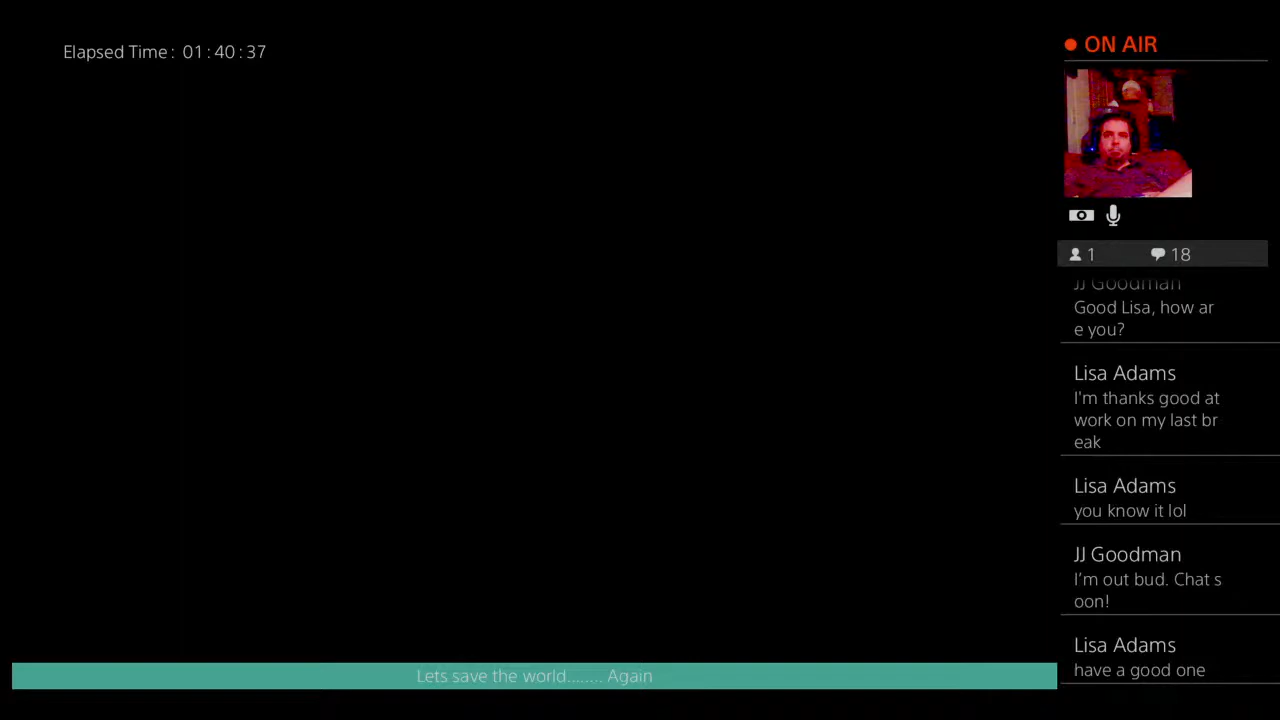 Elapsed Time: 01:40:37
ON AIR
1 18
JJ Goodman
Good Lisa, how ar
e you?
Lisa Adams
I'm thanks good at
work on my last br
eak
Lisa Adams
you know it lol
JJ Goodman
I’m out bud. Chat s
oon!
Lisa Adams
have a good one
Lets save the world........ Again